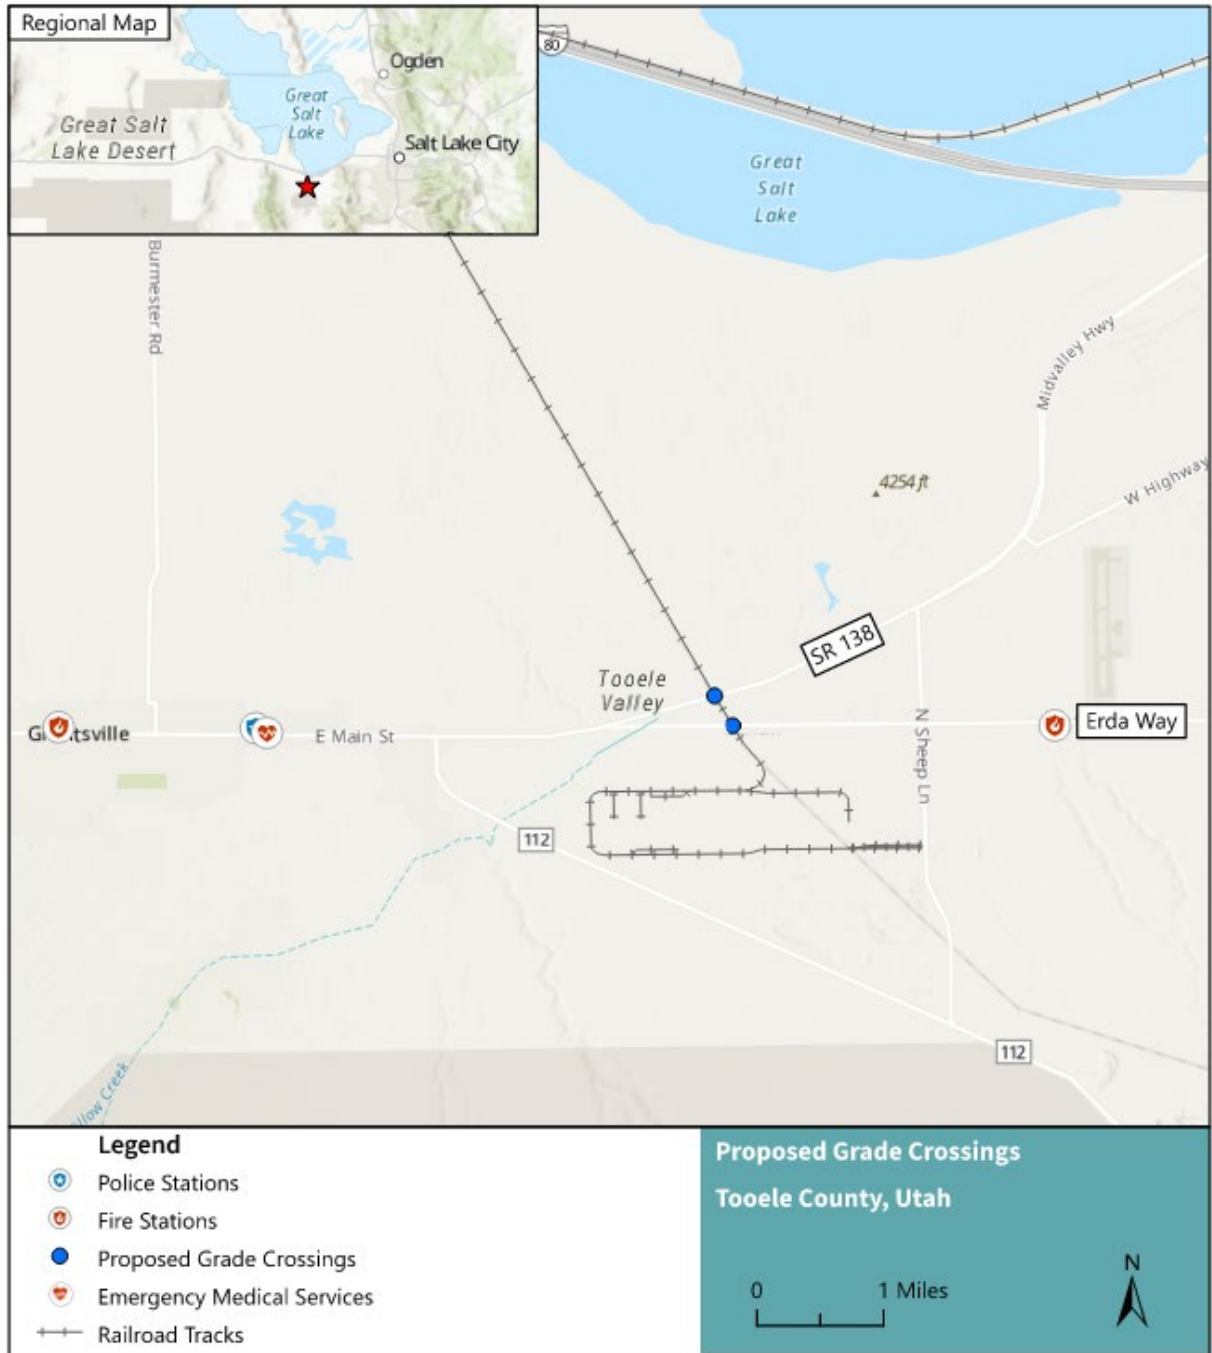 Regional Map
Ogden
Great
Salt
Lake
Great Salt
Lake Desert
Salt Lake City
80
Great
Salt
Lake
Burmester Rd
Midvalley Hwy
4254 ft
W Highway
SR 138
Tooele
Valley
E Main St
N Sheep Ln
Erda Way
112
112
Legend
Police Stations
Fire Stations
Proposed Grade Crossings
Emergency Medical Services
Railroad Tracks
Proposed Grade Crossings
Tooele County, Utah
0 1 Miles
N